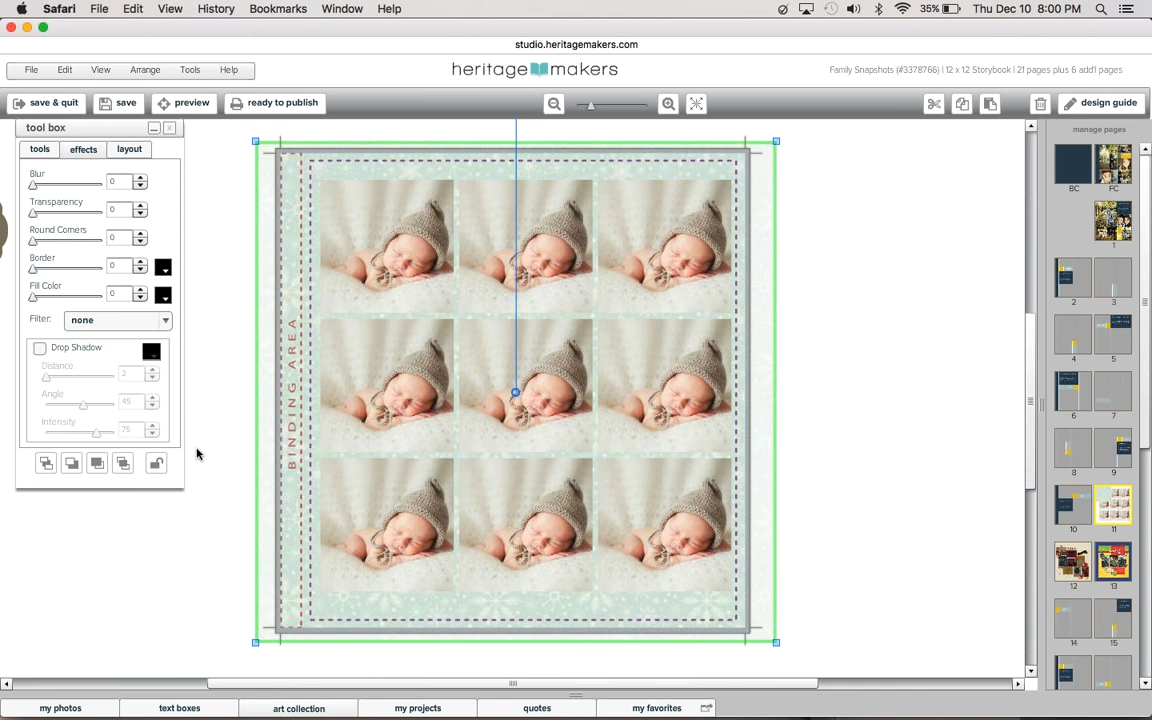 Safari File Edit View History Bookmarks Window Help 35% Thu Dec 10 8:00 PM
studio.heritagemakers.com
File Edit View Arrange Tools Help
heritage makers
Family Snapshots (#3378766) | 12 x 12 Storybook | 21 pages plus 6 add'l pages
save & quit save preview ready to publish design guide
tool box
tools effects layout
Blur
0
Transparency
0
Round Corners
0
Border
0
Fill Color
0
Filter: none
Drop Shadow
Distance
2
Angle
45
Intensity
75
BINDING AREA
manage pages
BC FC
1
2 3
4 5
6 7
8 9
10 11
12 13
14 15
my photos text boxes art collection my projects quotes my favorites